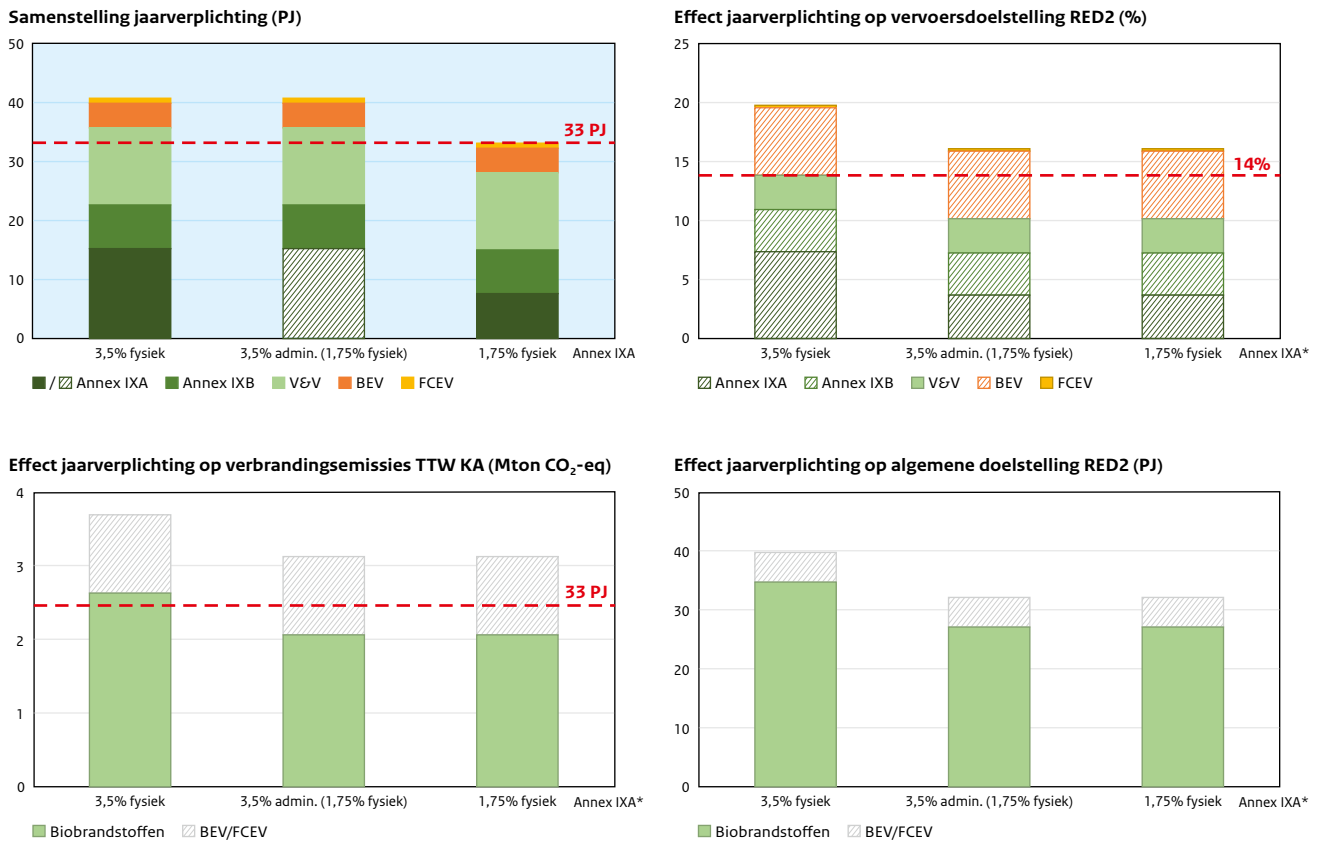 Samenstelling jaarverplichting (PJ)
50
40
30
20
10
0
33 PJ
3,5% fysiek
3,5% admin. (1,75% fysiek)
1,75% fysiek
Annex IXA
/ Annex IXA
Annex IXB
V&V
BEV
FCEV
Effect jaarverplichting op vervoersdoelstelling RED2 (%)
25
20
15
10
5
0
14%
3,5% fysiek
3,5% admin. (1,75% fysiek)
1,75% fysiek
Annex IXA*
Annex IXA
Annex IXB
V&V
BEV
FCEV
Effect jaarverplichting op verbrandingsemissies TTW KA (Mton CO₂-eq)
4
3
2
1
0
33 PJ
3,5% fysiek
3,5% admin. (1,75% fysiek)
1,75% fysiek
Annex IXA*
Biobrandstoffen
BEV/FCEV
Effect jaarverplichting op algemene doelstelling RED2 (PJ)
50
40
30
20
10
0
3,5% fysiek
3,5% admin. (1,75% fysiek)
1,75% fysiek
Annex IXA*
Biobrandstoffen
BEV/FCEV